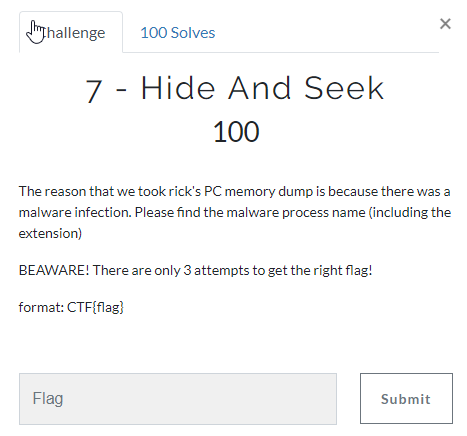 Challenge
100 Solves
×
7 - Hide And Seek
100
The reason that we took rick's PC memory dump is because there was a
malware infection. Please find the malware process name (including the
extension)
BEAWARE! There are only 3 attempts to get the right flag!
format: CTF{flag}
Flag
Submit